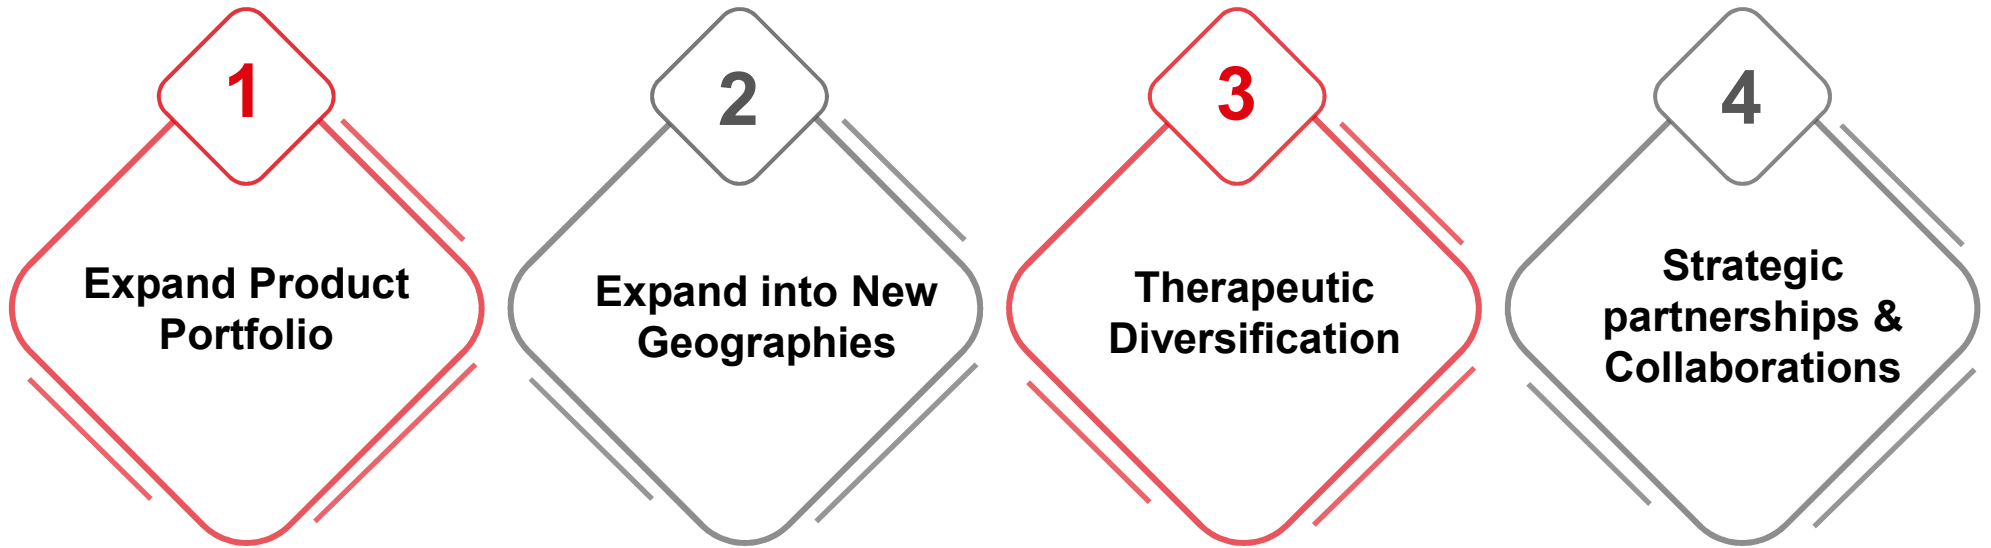 1
Expand Product
Portfolio
2
Expand into New
Geographies
3
Therapeutic
Diversification
4
Strategic
partnerships &
Collaborations